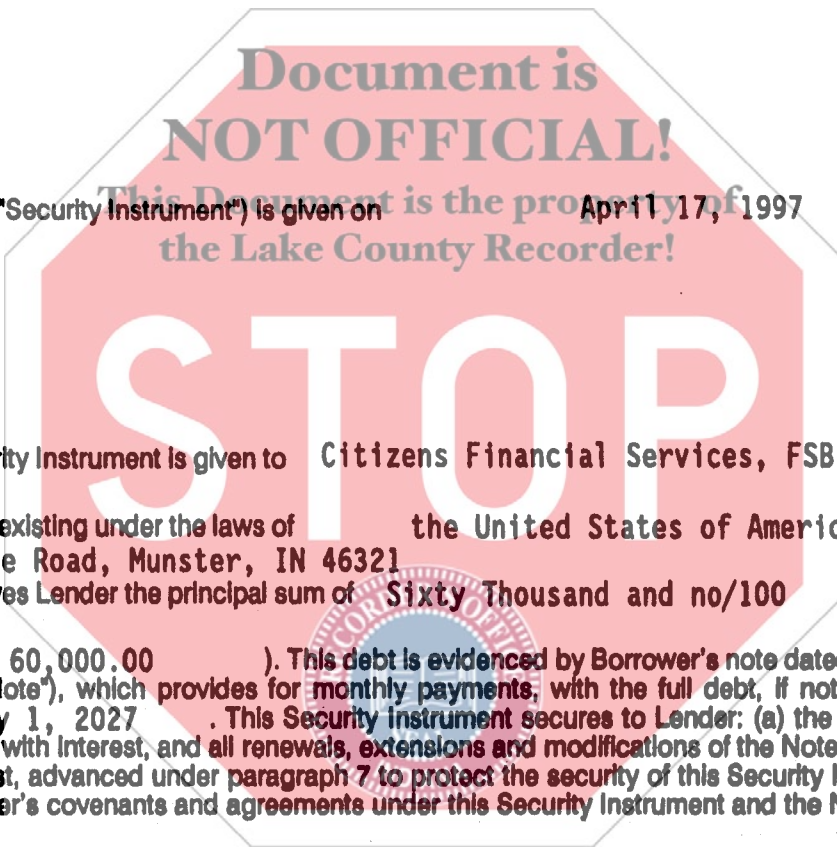 Document is
NOT OFFICIAL!
"Security Instrument") is given on April 17, 1997
This Document is the property of
the Lake County Recorder!
STOP
rity Instrument is given to Citizens Financial Services, FSB
existing under the laws of the United States of Americ
e Road, Munster, IN 46321
es Lender the principal sum of Sixty Thousand and no/100
60,000.00 ). This debt is evidenced by Borrower's note date
lote"), which provides for monthly payments, with the full debt, if not
y 1, 2027 . This Security Instrument secures to Lender: (a) the
with interest, and all renewals, extensions and modifications of the Note
st, advanced under paragraph 7 to protect the security of this Security I
er's covenants and agreements under this Security Instrument and the N